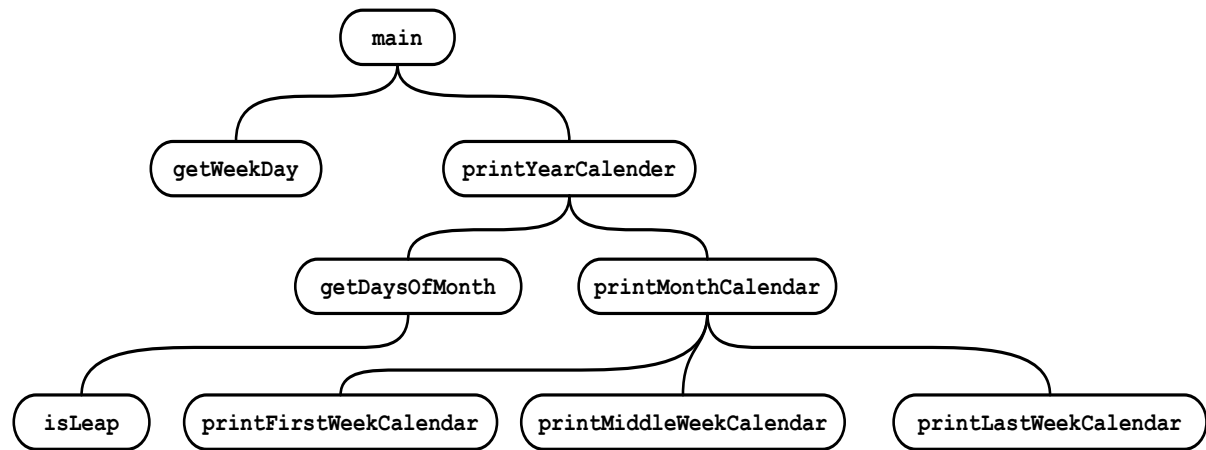 main
getWeekDay
printYearCalender
getDaysOfMonth
printMonthCalendar
isLeap
printFirstWeekCalendar
printMiddleWeekCalendar
printLastWeekCalendar